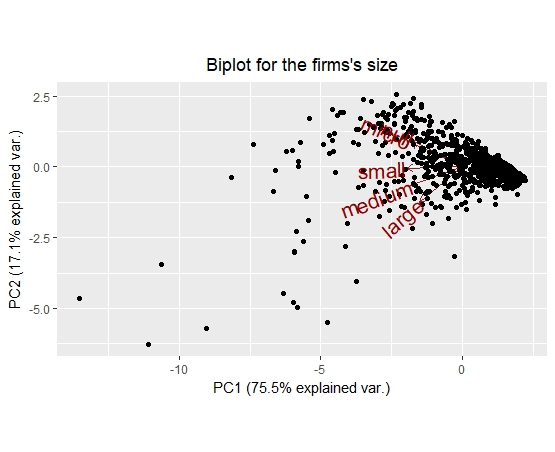 Biplot for the firms's size
2.5
0.0
-2.5
-5.0
PC2 (17.1% explained var.)
micro
small
medium
large
-10
-5
0
PC1 (75.5% explained var.)